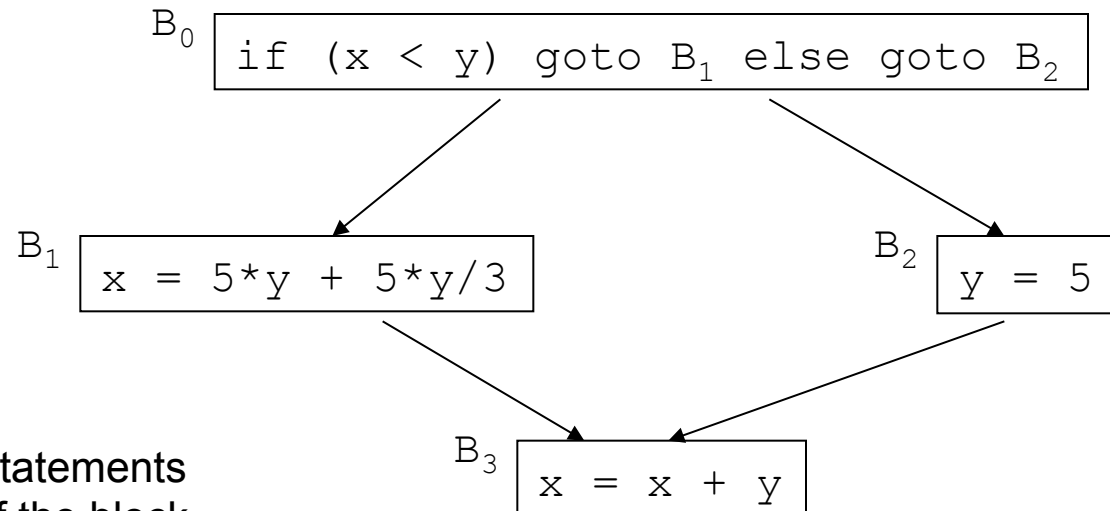 B₀ if (x < y) goto B₁ else goto B₂
B₁ x = 5*y + 5*y/3
B₂ y = 5
B₃ x = x + y
tatements
f the block